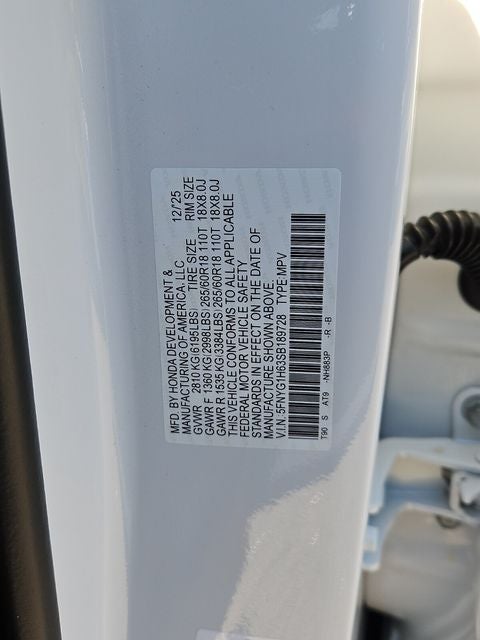 MFD. BY HONDA DEVELOPMENT & 12/25
MANUFACTURING OF AMERICA, LLC
GVWR 2810 KG(6195LBS) TIRE SIZE RIM SIZE
GAWR F 1360 KG(2998LBS)265/60R18 110T 18X8.0J
GAWR R 1535 KG(3384LBS)265/60R18 110T 18X8.0J
THIS VEHICLE CONFORMS TO ALL APPLICABLE
FEDERAL MOTOR VEHICLE SAFETY
STANDARDS IN EFFECT ON THE DATE OF
MANUFACTURE SHOWN ABOVE.
V.I.N. 5FNYG1H63SB189728 TYPE:MPV
T90 S AT9 -NH883P -R -B